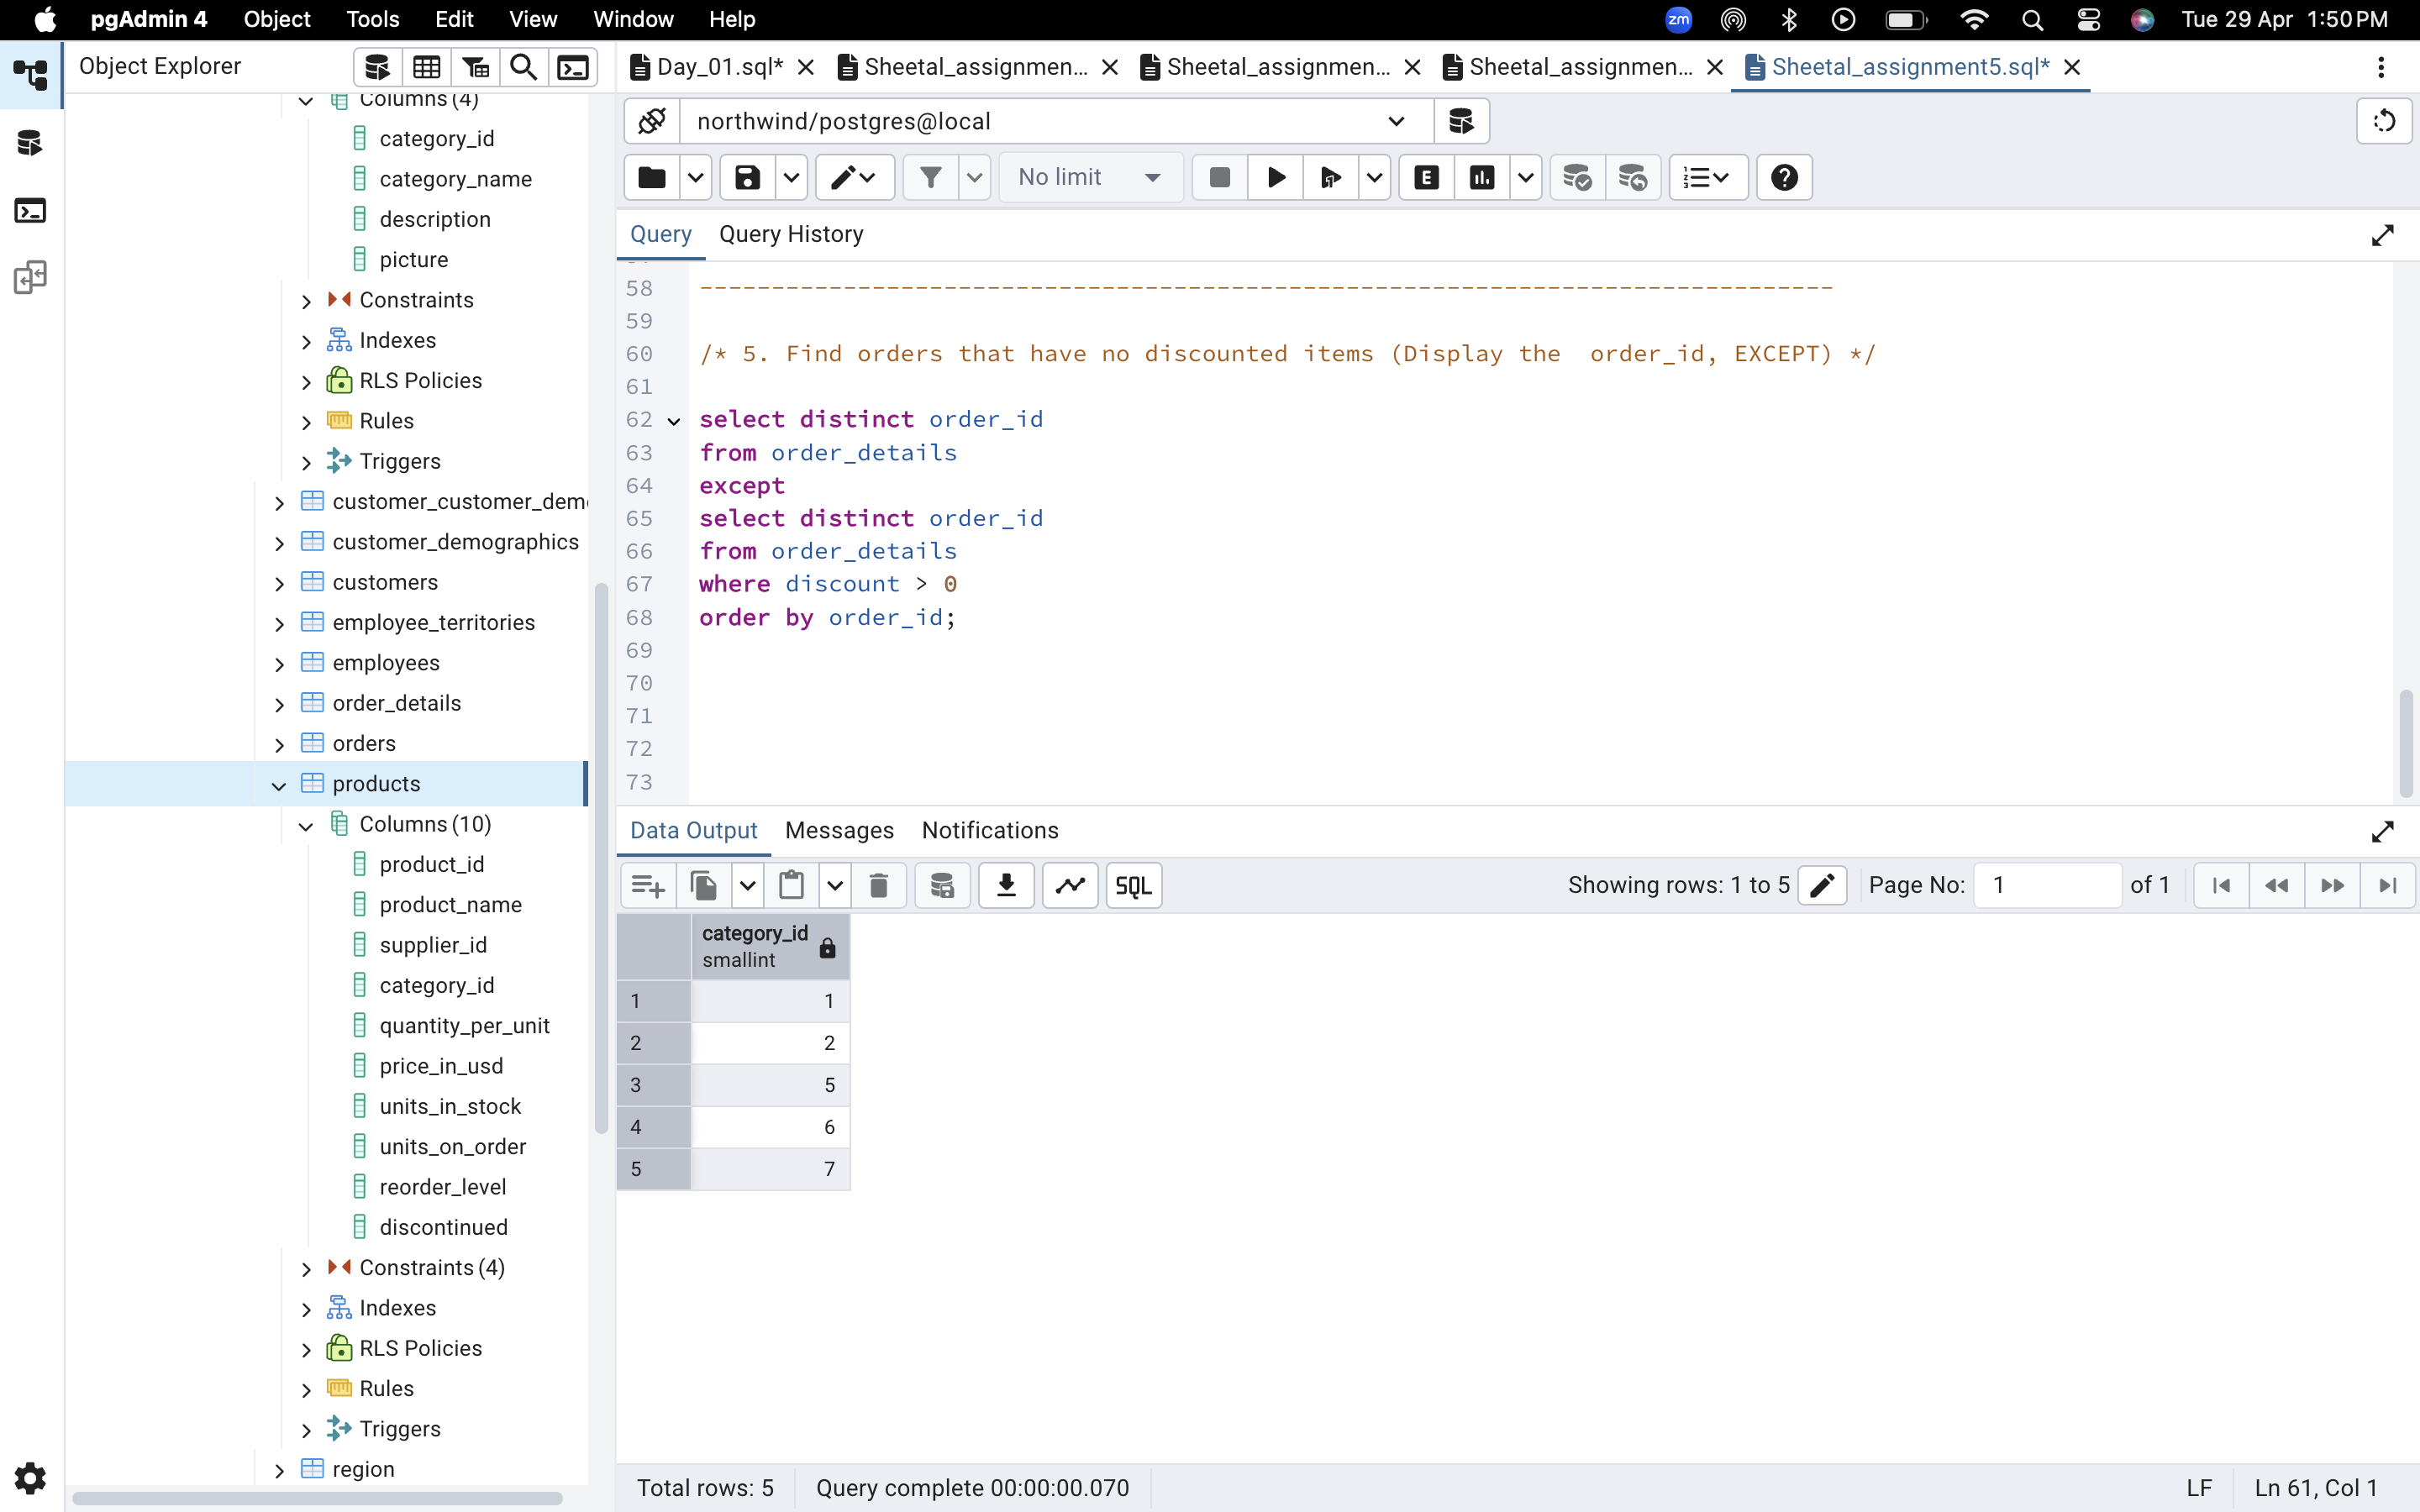 pgAdmin 4 Object Tools Edit View Window Help zm Tue 29 Apr 1:50 PM
Object Explorer
Day_01.sql* Sheetal_assignmen... Sheetal_assignmen... Sheetal_assignmen... Sheetal_assignment5.sql*
Columns (4)
category_id
category_name
description
picture
Constraints
Indexes
RLS Policies
Rules
Triggers
customer_customer_dem
customer_demographics
customers
employee_territories
employees
order_details
orders
products
Columns (10)
product_id
product_name
supplier_id
category_id
quantity_per_unit
price_in_usd
units_in_stock
units_on_order
reorder_level
discontinued
Constraints (4)
Indexes
RLS Policies
Rules
Triggers
region
northwind/postgres@local
No limit E
Query Query History
58 -------------------------------------------------------------------------------
59
60 /* 5. Find orders that have no discounted items (Display the  order_id, EXCEPT) */
61
62 select distinct order_id
63 from order_details
64 except
65 select distinct order_id
66 from order_details
67 where discount > 0
68 order by order_id;
69
70
71
72
73
Data Output Messages Notifications
SQL Showing rows: 1 to 5 Page No: 1 of 1
category_id
smallint
1 1
2 2
3 5
4 6
5 7
Total rows: 5 Query complete 00:00:00.070 LF Ln 61, Col 1